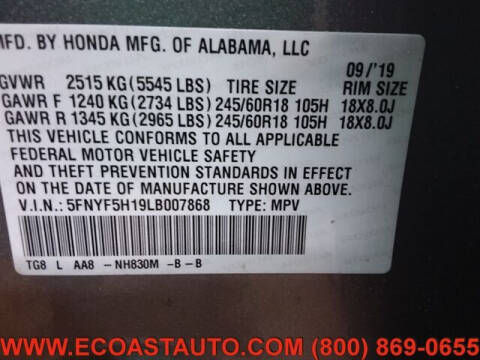 MFD. BY HONDA MFG. OF ALABAMA, LLC
09/'19
GVWR 2515 KG (5545 LBS) TIRE SIZE RIM SIZE
GAWR F 1240 KG (2734 LBS) 245/60R18 105H 18X8.0J
GAWR R 1345 KG (2965 LBS) 245/60R18 105H 18X8.0J
THIS VEHICLE CONFORMS TO ALL APPLICABLE
FEDERAL MOTOR VEHICLE SAFETY
AND THEFT PREVENTION STANDARDS IN EFFECT
ON THE DATE OF MANUFACTURE SHOWN ABOVE.
V.I.N.: 5FNYF5H19LB007868 TYPE: MPV
TG8 L AA8 -NH830M -B -B
WWW.ECOASTAUTO.COM (800) 869-0655